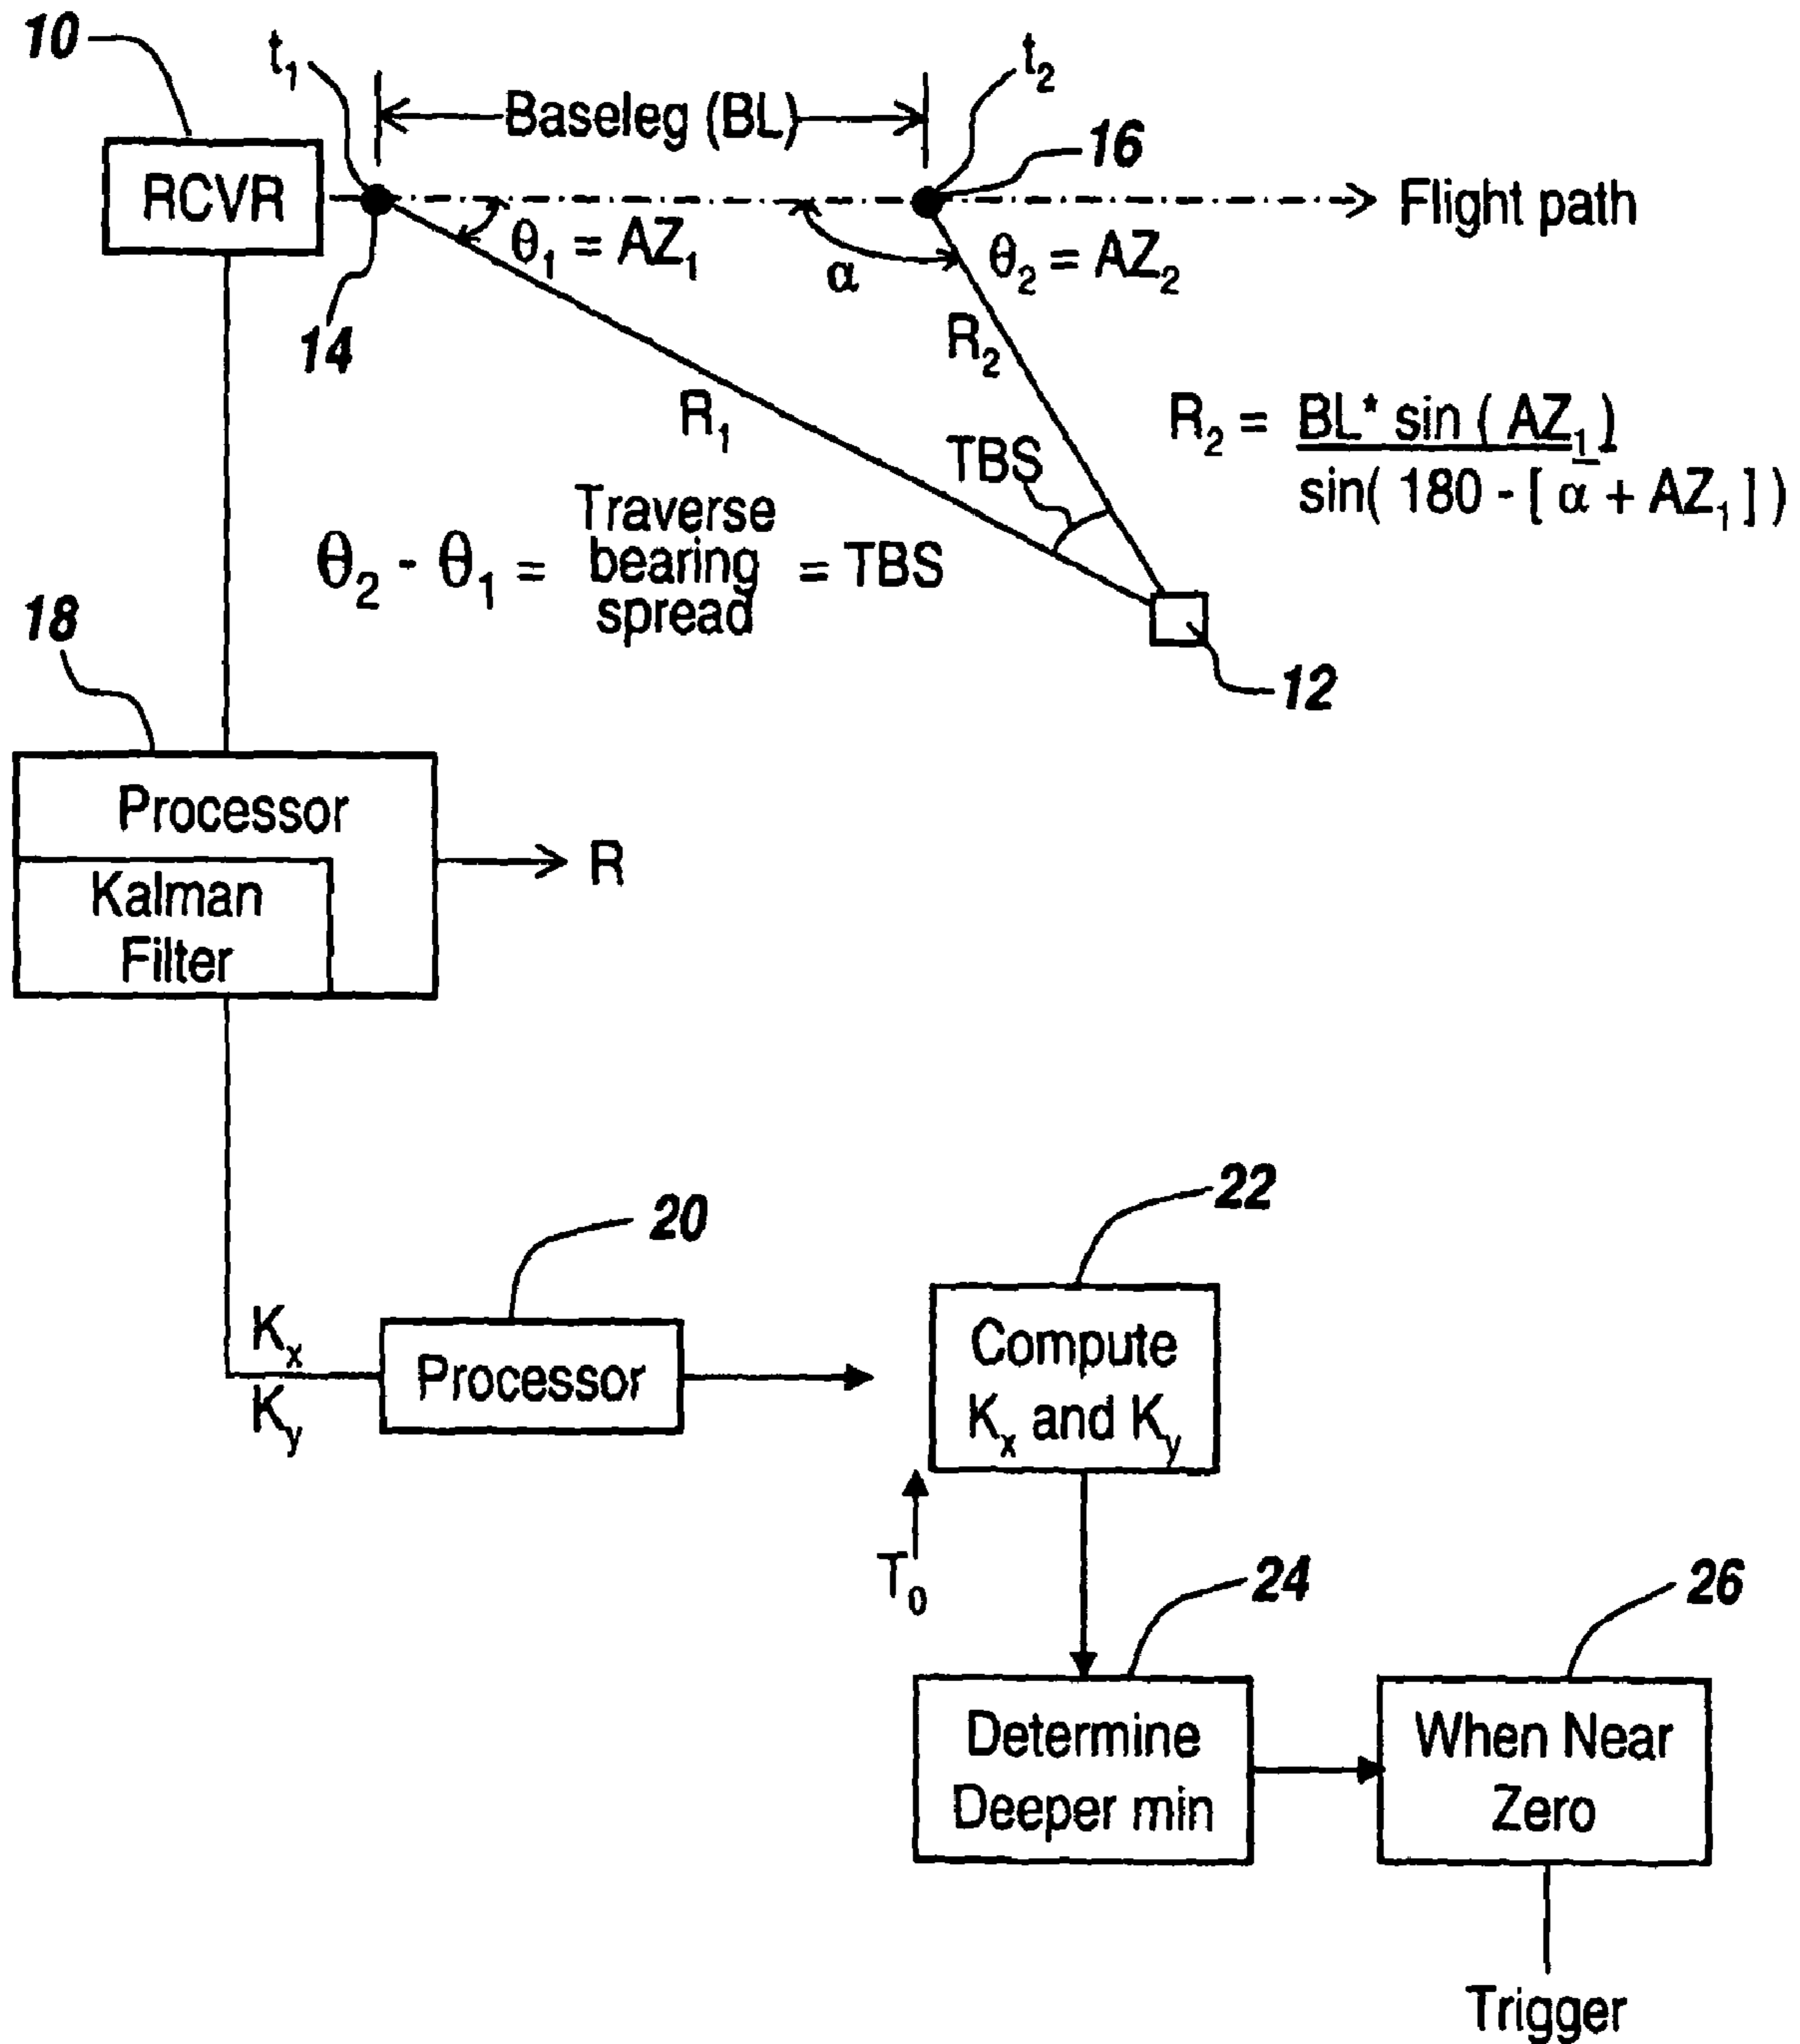 10
t₁
t₂
Baseleg (BL)
16
RCVR
Flight path
θ₁ = AZ₁
α
θ₂ = AZ₂
14
R₂
R₁
R₂ = BL* sin ( AZ₁ )
sin( 180 - [ α + AZ₁ ] )
TBS
Traverse
θ₂ - θ₁ = bearing = TBS
spread
18
12
Processor
R
Kalman
Filter
22
20
Kₓ
Compute
Processor
Kₓ and Kᵧ
Kᵧ
T₀
24
26
Determine
When Near
Deeper min
Zero
Trigger